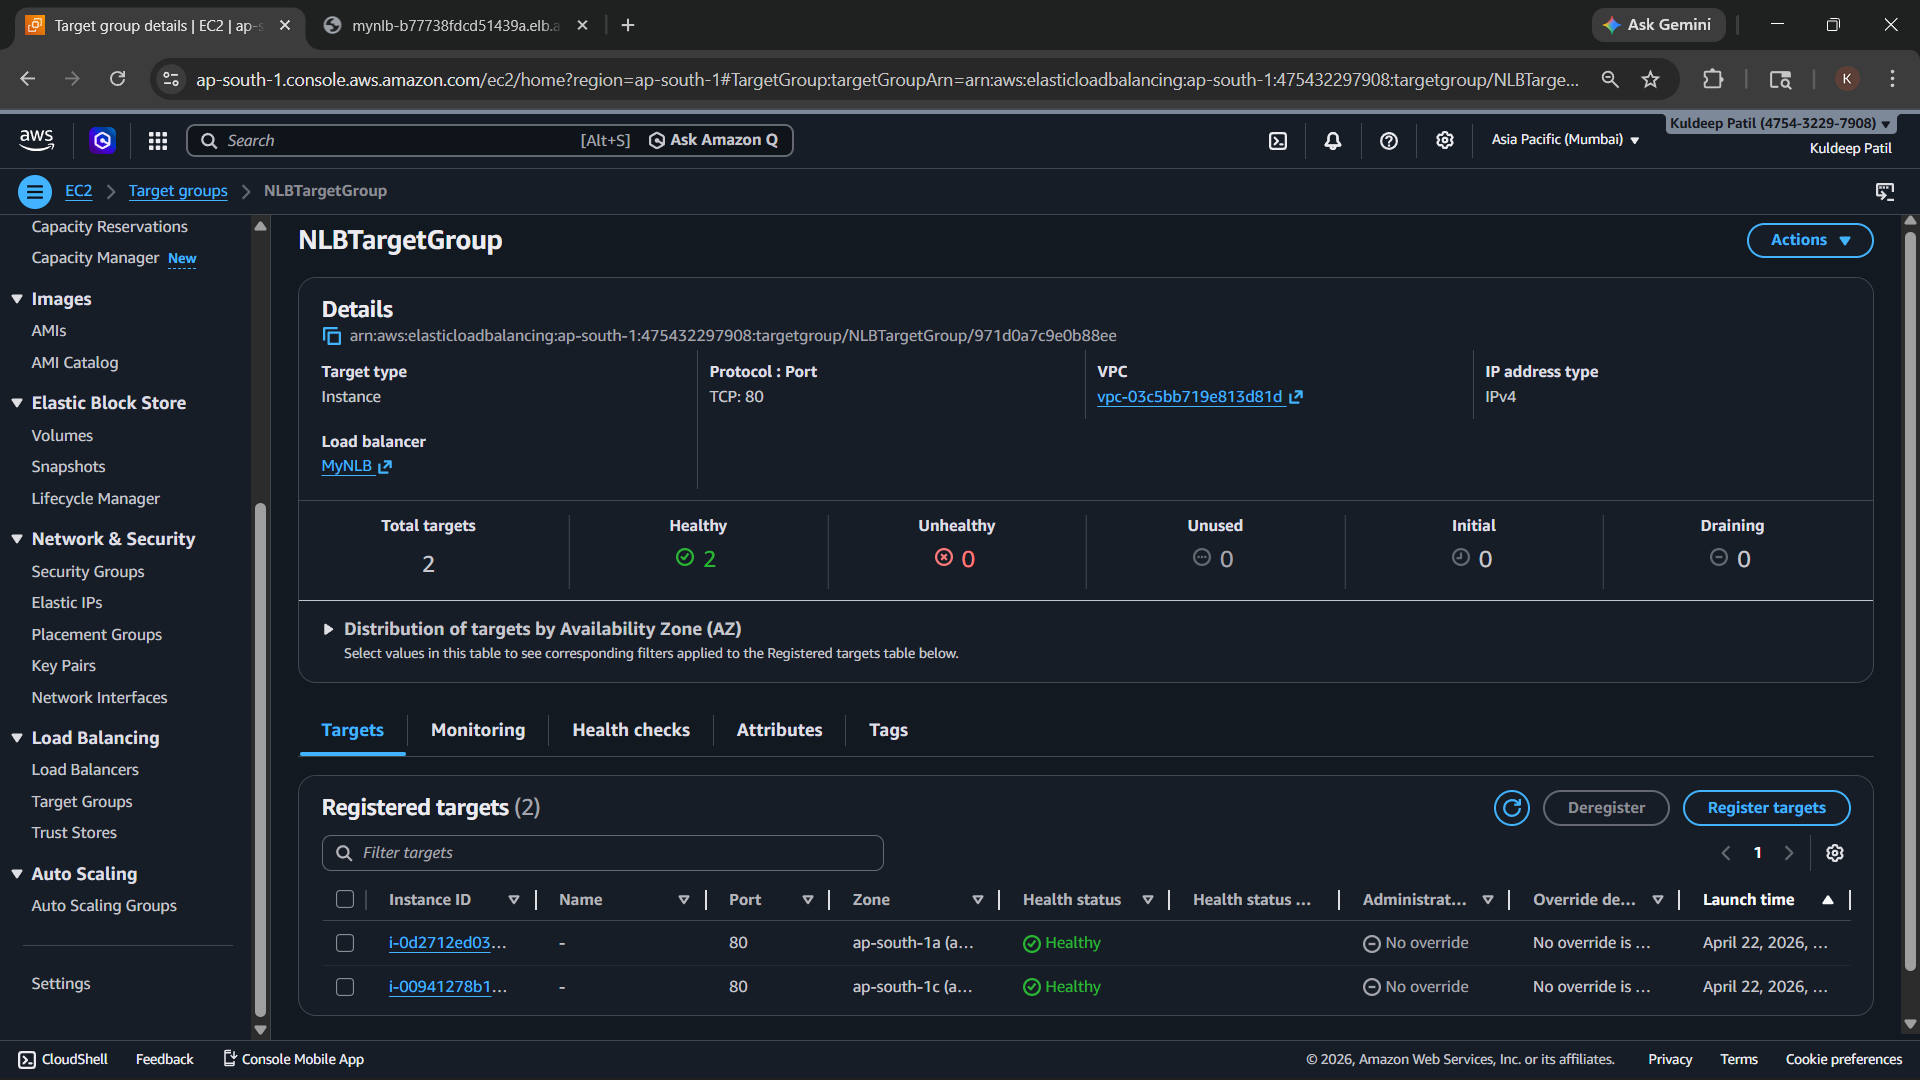 Target group details | EC2 | ap-s
mynlb-b77738fdcd51439a.elb.a
Ask Gemini
ap-south-1.console.aws.amazon.com/ec2/home?region=ap-south-1#TargetGroup:targetGroupArn=arn:aws:elasticloadbalancing:ap-south-1:475432297908:targetgroup/NLBTarge...
K
aws
Search [Alt+S] Ask Amazon Q
Asia Pacific (Mumbai)
Kuldeep Patil (4754-3229-7908)
Kuldeep Patil
EC2 Target groups NLBTargetGroup
Capacity Reservations
Capacity Manager New
Images
AMIs
AMI Catalog
Elastic Block Store
Volumes
Snapshots
Lifecycle Manager
Network & Security
Security Groups
Elastic IPs
Placement Groups
Key Pairs
Network Interfaces
Load Balancing
Load Balancers
Target Groups
Trust Stores
Auto Scaling
Auto Scaling Groups
Settings
NLBTargetGroup
Actions
Details
arn:aws:elasticloadbalancing:ap-south-1:475432297908:targetgroup/NLBTargetGroup/971d0a7c9e0b88ee
Target type
Instance
Protocol : Port
TCP: 80
VPC
vpc-03c5bb719e813d81d
IP address type
IPv4
Load balancer
MyNLB
Total targets
2
Healthy
2
Unhealthy
0
Unused
0
Initial
0
Draining
0
Distribution of targets by Availability Zone (AZ)
Select values in this table to see corresponding filters applied to the Registered targets table below.
Targets Monitoring Health checks Attributes Tags
Registered targets (2)
Deregister
Register targets
Filter targets
1
Instance ID Name Port Zone Health status Health status ... Administrat... Override de... Launch time
i-0d2712ed03... - 80 ap-south-1a (a... Healthy No override No override is ... April 22, 2026, ...
i-00941278b1... - 80 ap-south-1c (a... Healthy No override No override is ... April 22, 2026, ...
CloudShell Feedback Console Mobile App
© 2026, Amazon Web Services, Inc. or its affiliates. Privacy Terms Cookie preferences